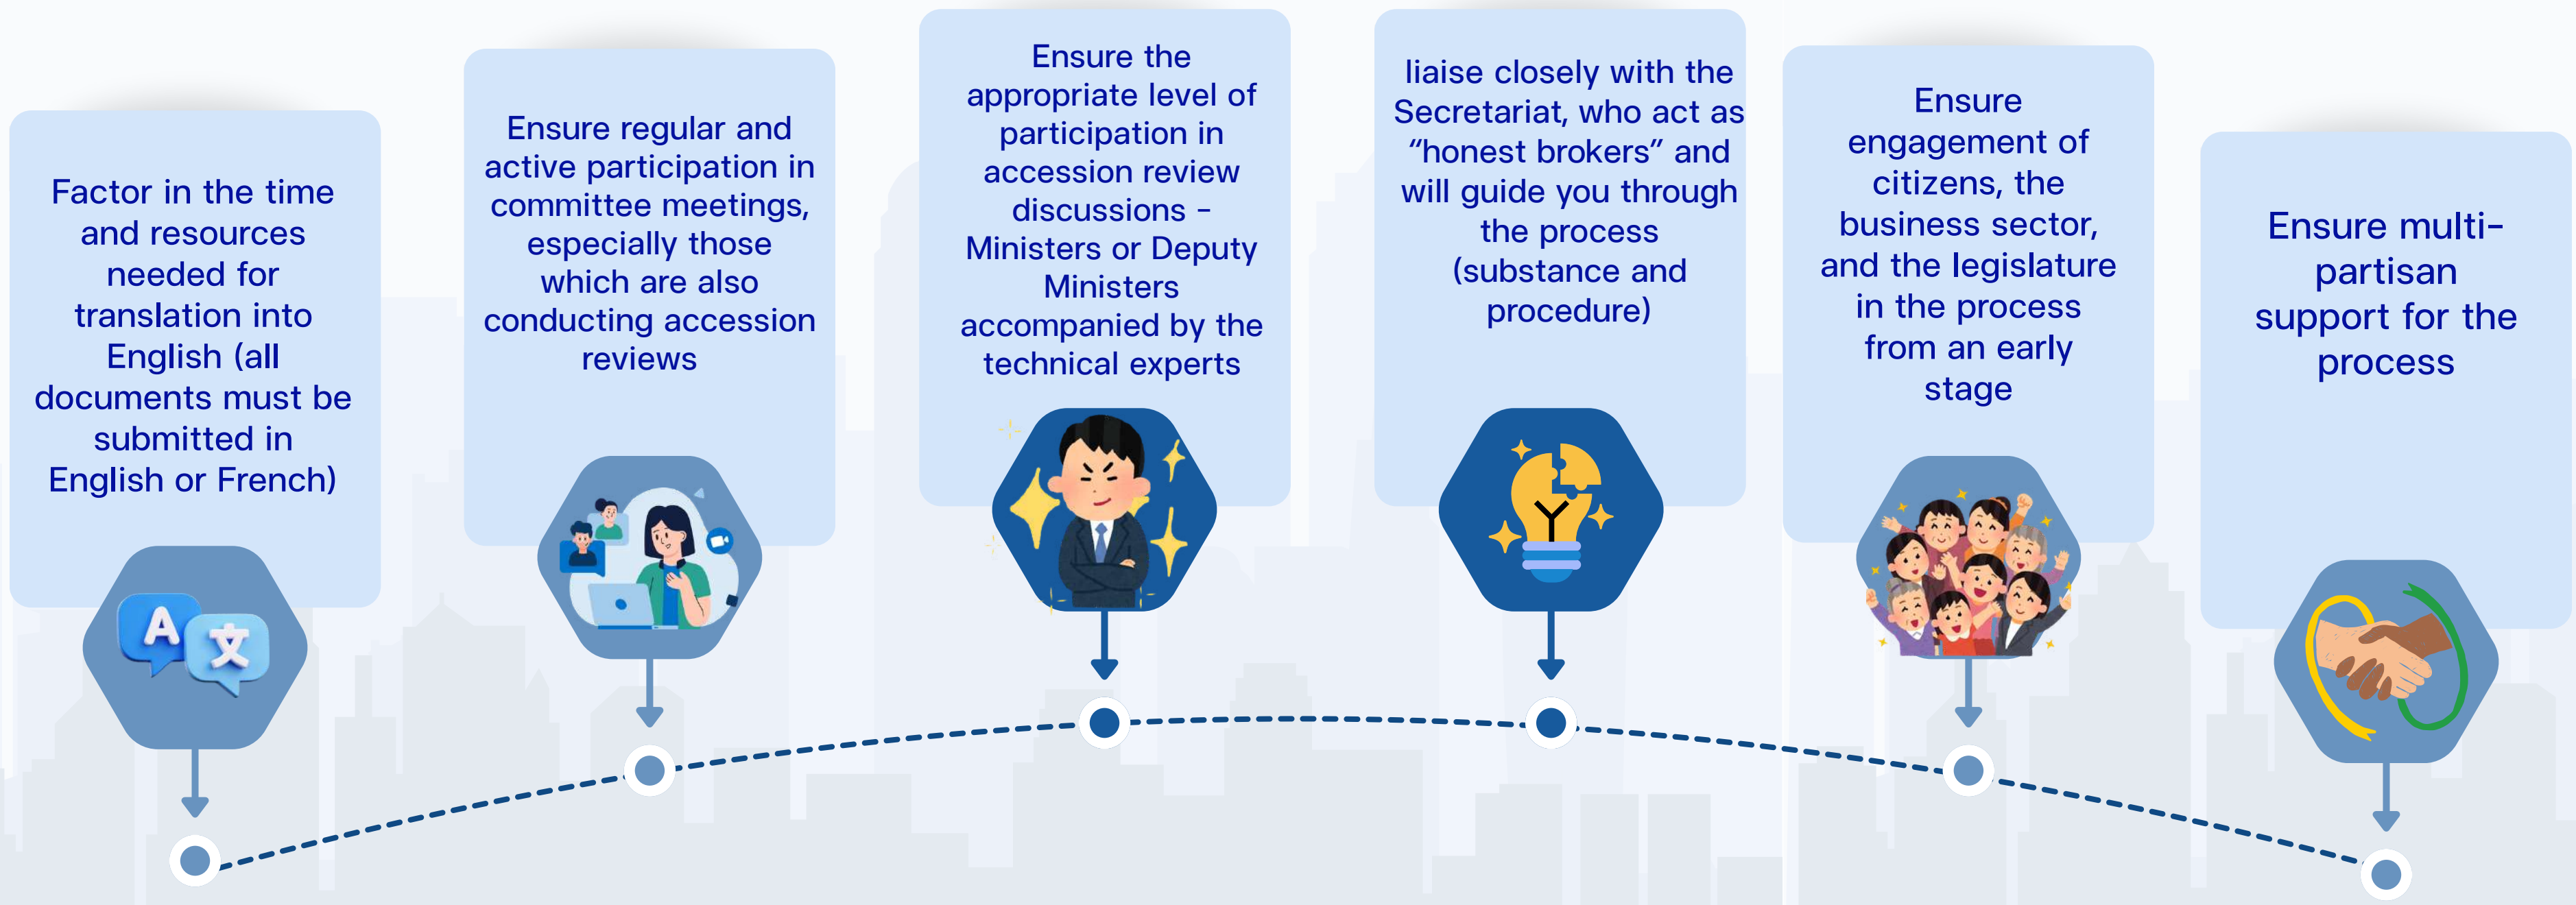 Factor in the time
and resources
needed for
translation into
English (all
documents must be
submitted in
English or French)
Ensure regular and
active participation in
committee meetings,
especially those
which are also
conducting accession
reviews
Ensure the
appropriate level of
participation in
accession review
discussions –
Ministers or Deputy
Ministers
accompanied by the
technical experts
liaise closely with the
Secretariat, who act as
“honest brokers” and
will guide you through
the process
(substance and
procedure)
Ensure
engagement of
citizens, the
business sector,
and the legislature
in the process
from an early
stage
Ensure multi-
partisan
support for the
process
A
文